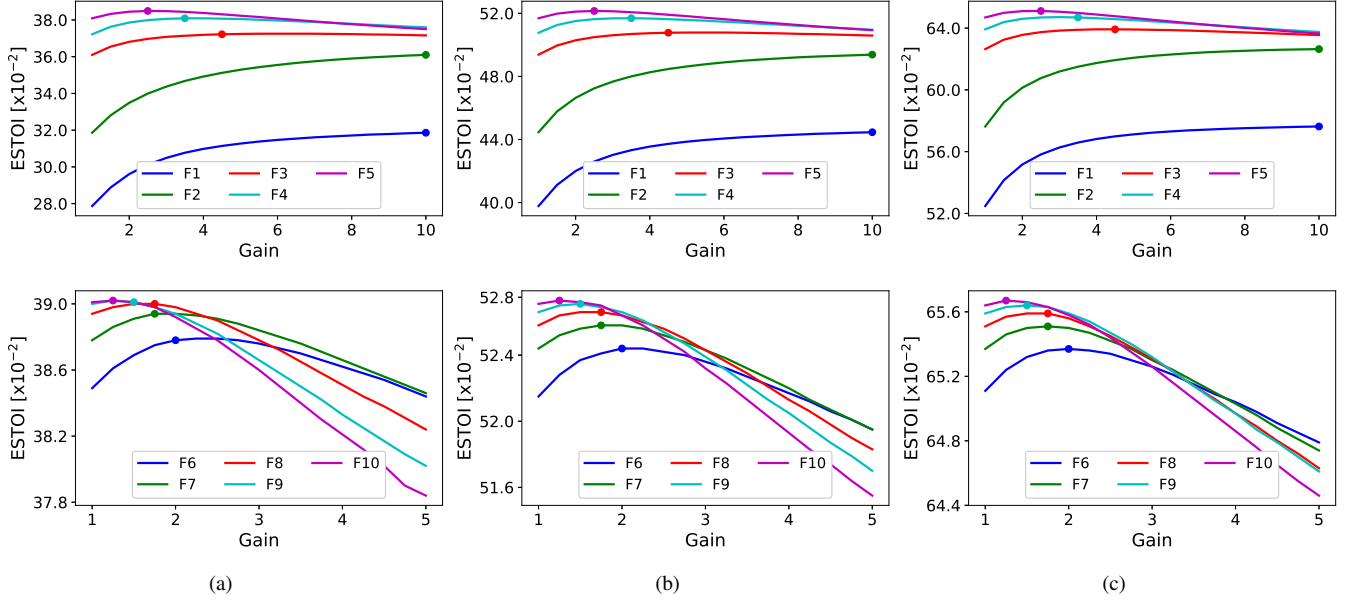 ESTOI [x10⁻²]
38.0
36.0
34.0
32.0
30.0
28.0
F1 F3 F5
F2 F4
2 4 6 8 10
Gain
ESTOI [x10⁻²]
52.0
48.0
44.0
40.0
F1 F3 F5
F2 F4
2 4 6 8 10
Gain
ESTOI [x10⁻²]
64.0
60.0
56.0
52.0
F1 F3 F5
F2 F4
2 4 6 8 10
Gain
ESTOI [x10⁻²]
39.0
38.6
38.2
37.8
F6 F8 F10
F7 F9
1 2 3 4 5
Gain
(a)
ESTOI [x10⁻²]
52.8
52.4
52.0
51.6
F6 F8 F10
F7 F9
1 2 3 4 5
Gain
(b)
ESTOI [x10⁻²]
65.6
65.2
64.8
64.4
F6 F8 F10
F7 F9
1 2 3 4 5
Gain
(c)